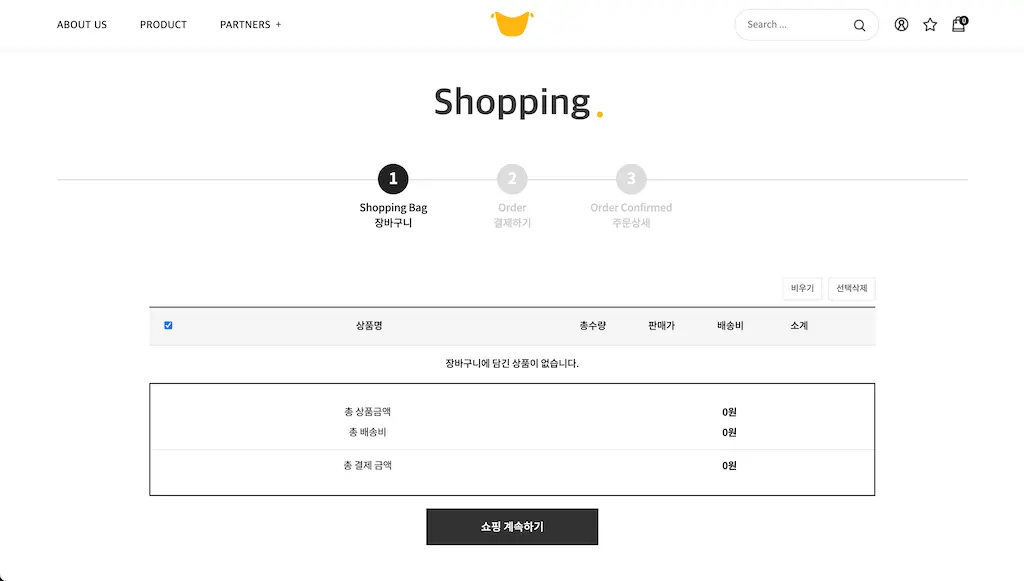 ABOUT US PRODUCT PARTNERS + Search ... 0
Shopping.
1 2 3
Shopping Bag Order Order Confirmed
장바구니 결제하기 주문상세
비우기 선택삭제
상품명 총수량 판매가 배송비 소계
장바구니에 담긴 상품이 없습니다.
총 상품금액 0원
총 배송비 0원
총 결제 금액 0원
쇼핑 계속하기